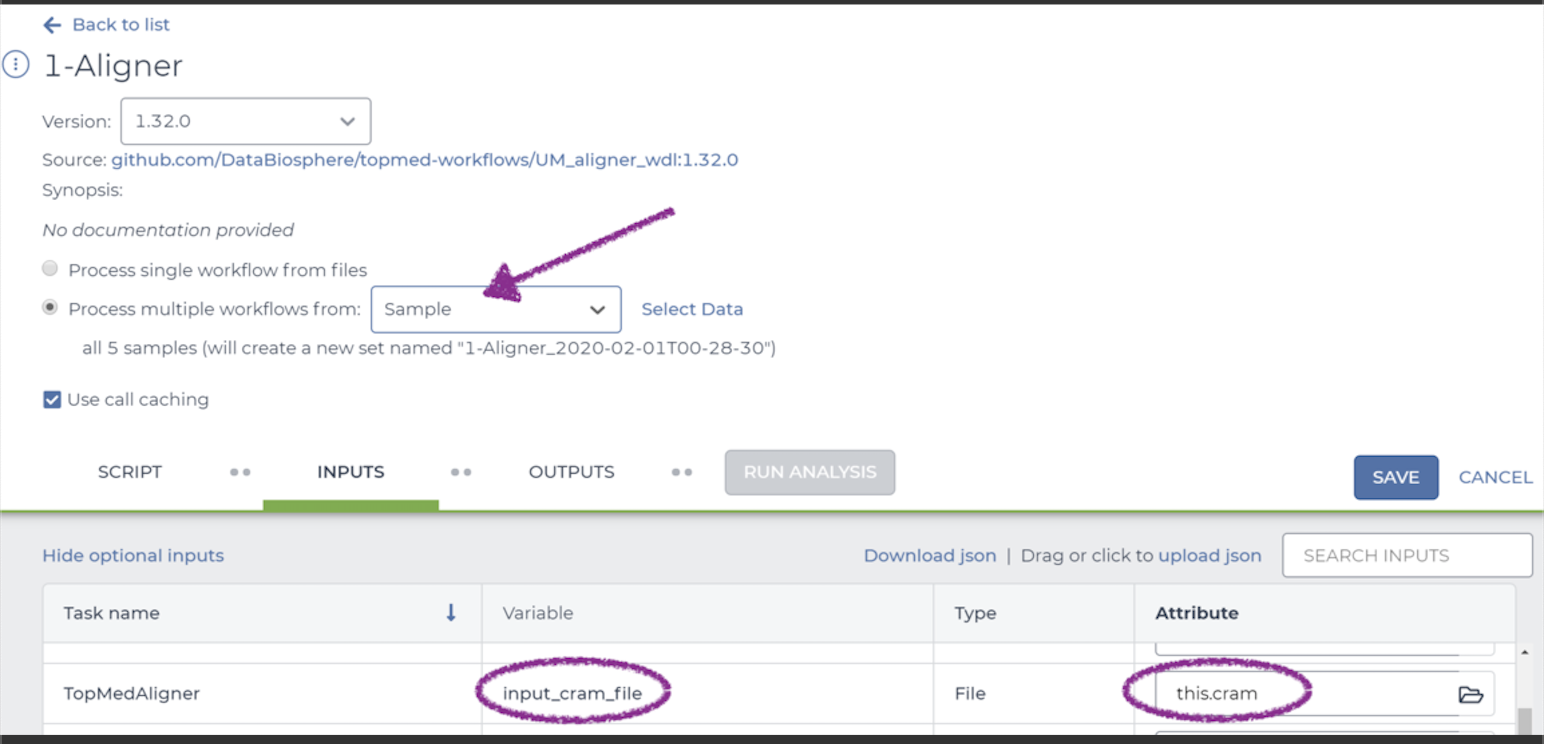 Back to list
1-Aligner
Version: 1.32.0
Source: github.com/DataBiosphere/topmed-workflows/UM_aligner_wdl:1.32.0
Synopsis:
No documentation provided
Process single workflow from files
Process multiple workflows from: Sample Select Data
all 5 samples (will create a new set named "1-Aligner_2020-02-01T00-28-30")
Use call caching
SCRIPT INPUTS OUTPUTS RUN ANALYSIS SAVE CANCEL
Hide optional inputs Download json | Drag or click to upload json SEARCH INPUTS
Task name Variable Type Attribute
TopMedAligner input_cram_file File this.cram